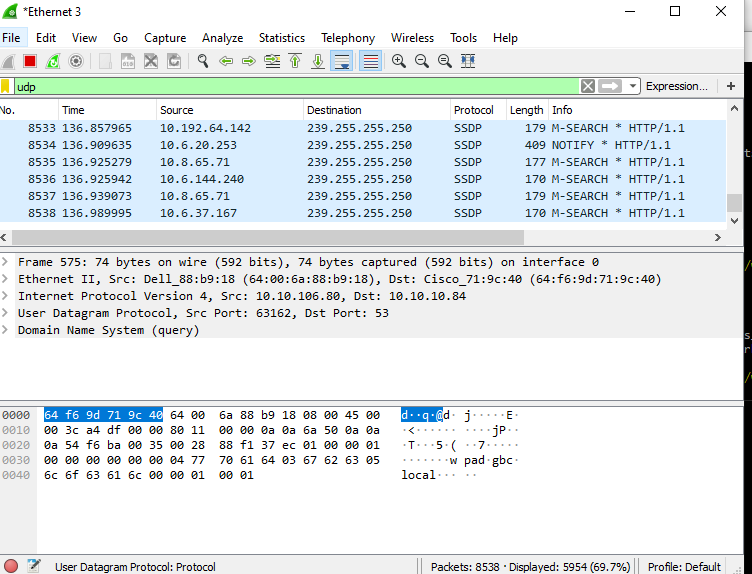 *Ethernet 3
File Edit View Go Capture Analyze Statistics Telephony Wireless Tools Help
udp Expression... +
No. Time Source Destination Protocol Length Info
8533 136.857965 10.192.64.142 239.255.255.250 SSDP 179 M-SEARCH * HTTP/1.1
8534 136.909635 10.6.20.253 239.255.255.250 SSDP 409 NOTIFY * HTTP/1.1
8535 136.925279 10.8.65.71 239.255.255.250 SSDP 177 M-SEARCH * HTTP/1.1
8536 136.925942 10.6.144.240 239.255.255.250 SSDP 170 M-SEARCH * HTTP/1.1
8537 136.939073 10.8.65.71 239.255.255.250 SSDP 179 M-SEARCH * HTTP/1.1
8538 136.989995 10.6.37.167 239.255.255.250 SSDP 170 M-SEARCH * HTTP/1.1
Frame 575: 74 bytes on wire (592 bits), 74 bytes captured (592 bits) on interface 0
Ethernet II, Src: Dell_88:b9:18 (64:00:6a:88:b9:18), Dst: Cisco_71:9c:40 (64:f6:9d:71:9c:40)
Internet Protocol Version 4, Src: 10.10.106.80, Dst: 10.10.10.84
User Datagram Protocol, Src Port: 63162, Dst Port: 53
Domain Name System (query)
0000 64 f6 9d 71 9c 40 64 00 6a 88 b9 18 08 00 45 00 d··q·@d· j·····E·
0010 00 3c a4 df 00 00 80 11 00 00 0a 0a 6a 50 0a 0a ·<······ ····jP··
0020 0a 54 f6 ba 00 35 00 28 88 f1 37 ec 01 00 00 01 ·T···5·( ··7·····
0030 00 00 00 00 00 00 04 77 70 61 64 03 67 62 63 05 ·······w pad·gbc·
0040 6c 6f 63 61 6c 00 00 01 00 01 local··· ··
User Datagram Protocol: Protocol Packets: 8538 · Displayed: 5954 (69.7%) Profile: Default